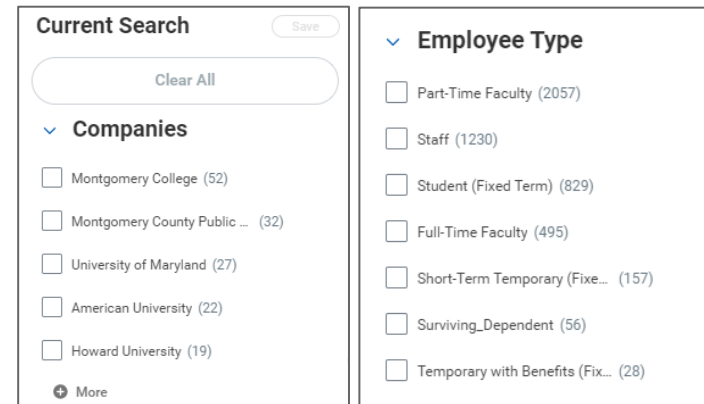 Current Search
Save
Clear All
Companies
Montgomery College (52)
Montgomery County Public ... (32)
University of Maryland (27)
American University (22)
Howard University (19)
More
Employee Type
Part-Time Faculty (2057)
Staff (1230)
Student (Fixed Term) (829)
Full-Time Faculty (495)
Short-Term Temporary (Fixe... (157)
Surviving_Dependent (56)
Temporary with Benefits (Fix... (28)